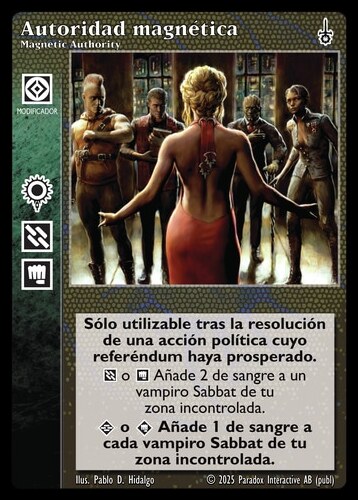 Autoridad magnética
Magnetic Authority
MODIFICADOR
Sólo utilizable tras la resolución
de una acción política cuyo
referéndum haya prosperado.
o Añade 2 de sangre a un
vampiro Sabbat de tu
zona incontrolada.
o Añade 1 de sangre a
cada vampiro Sabbat de tu
zona incontrolada.
Ilus. Pablo D. Hidalgo © 2025 Paradox Interactive AB (publ)